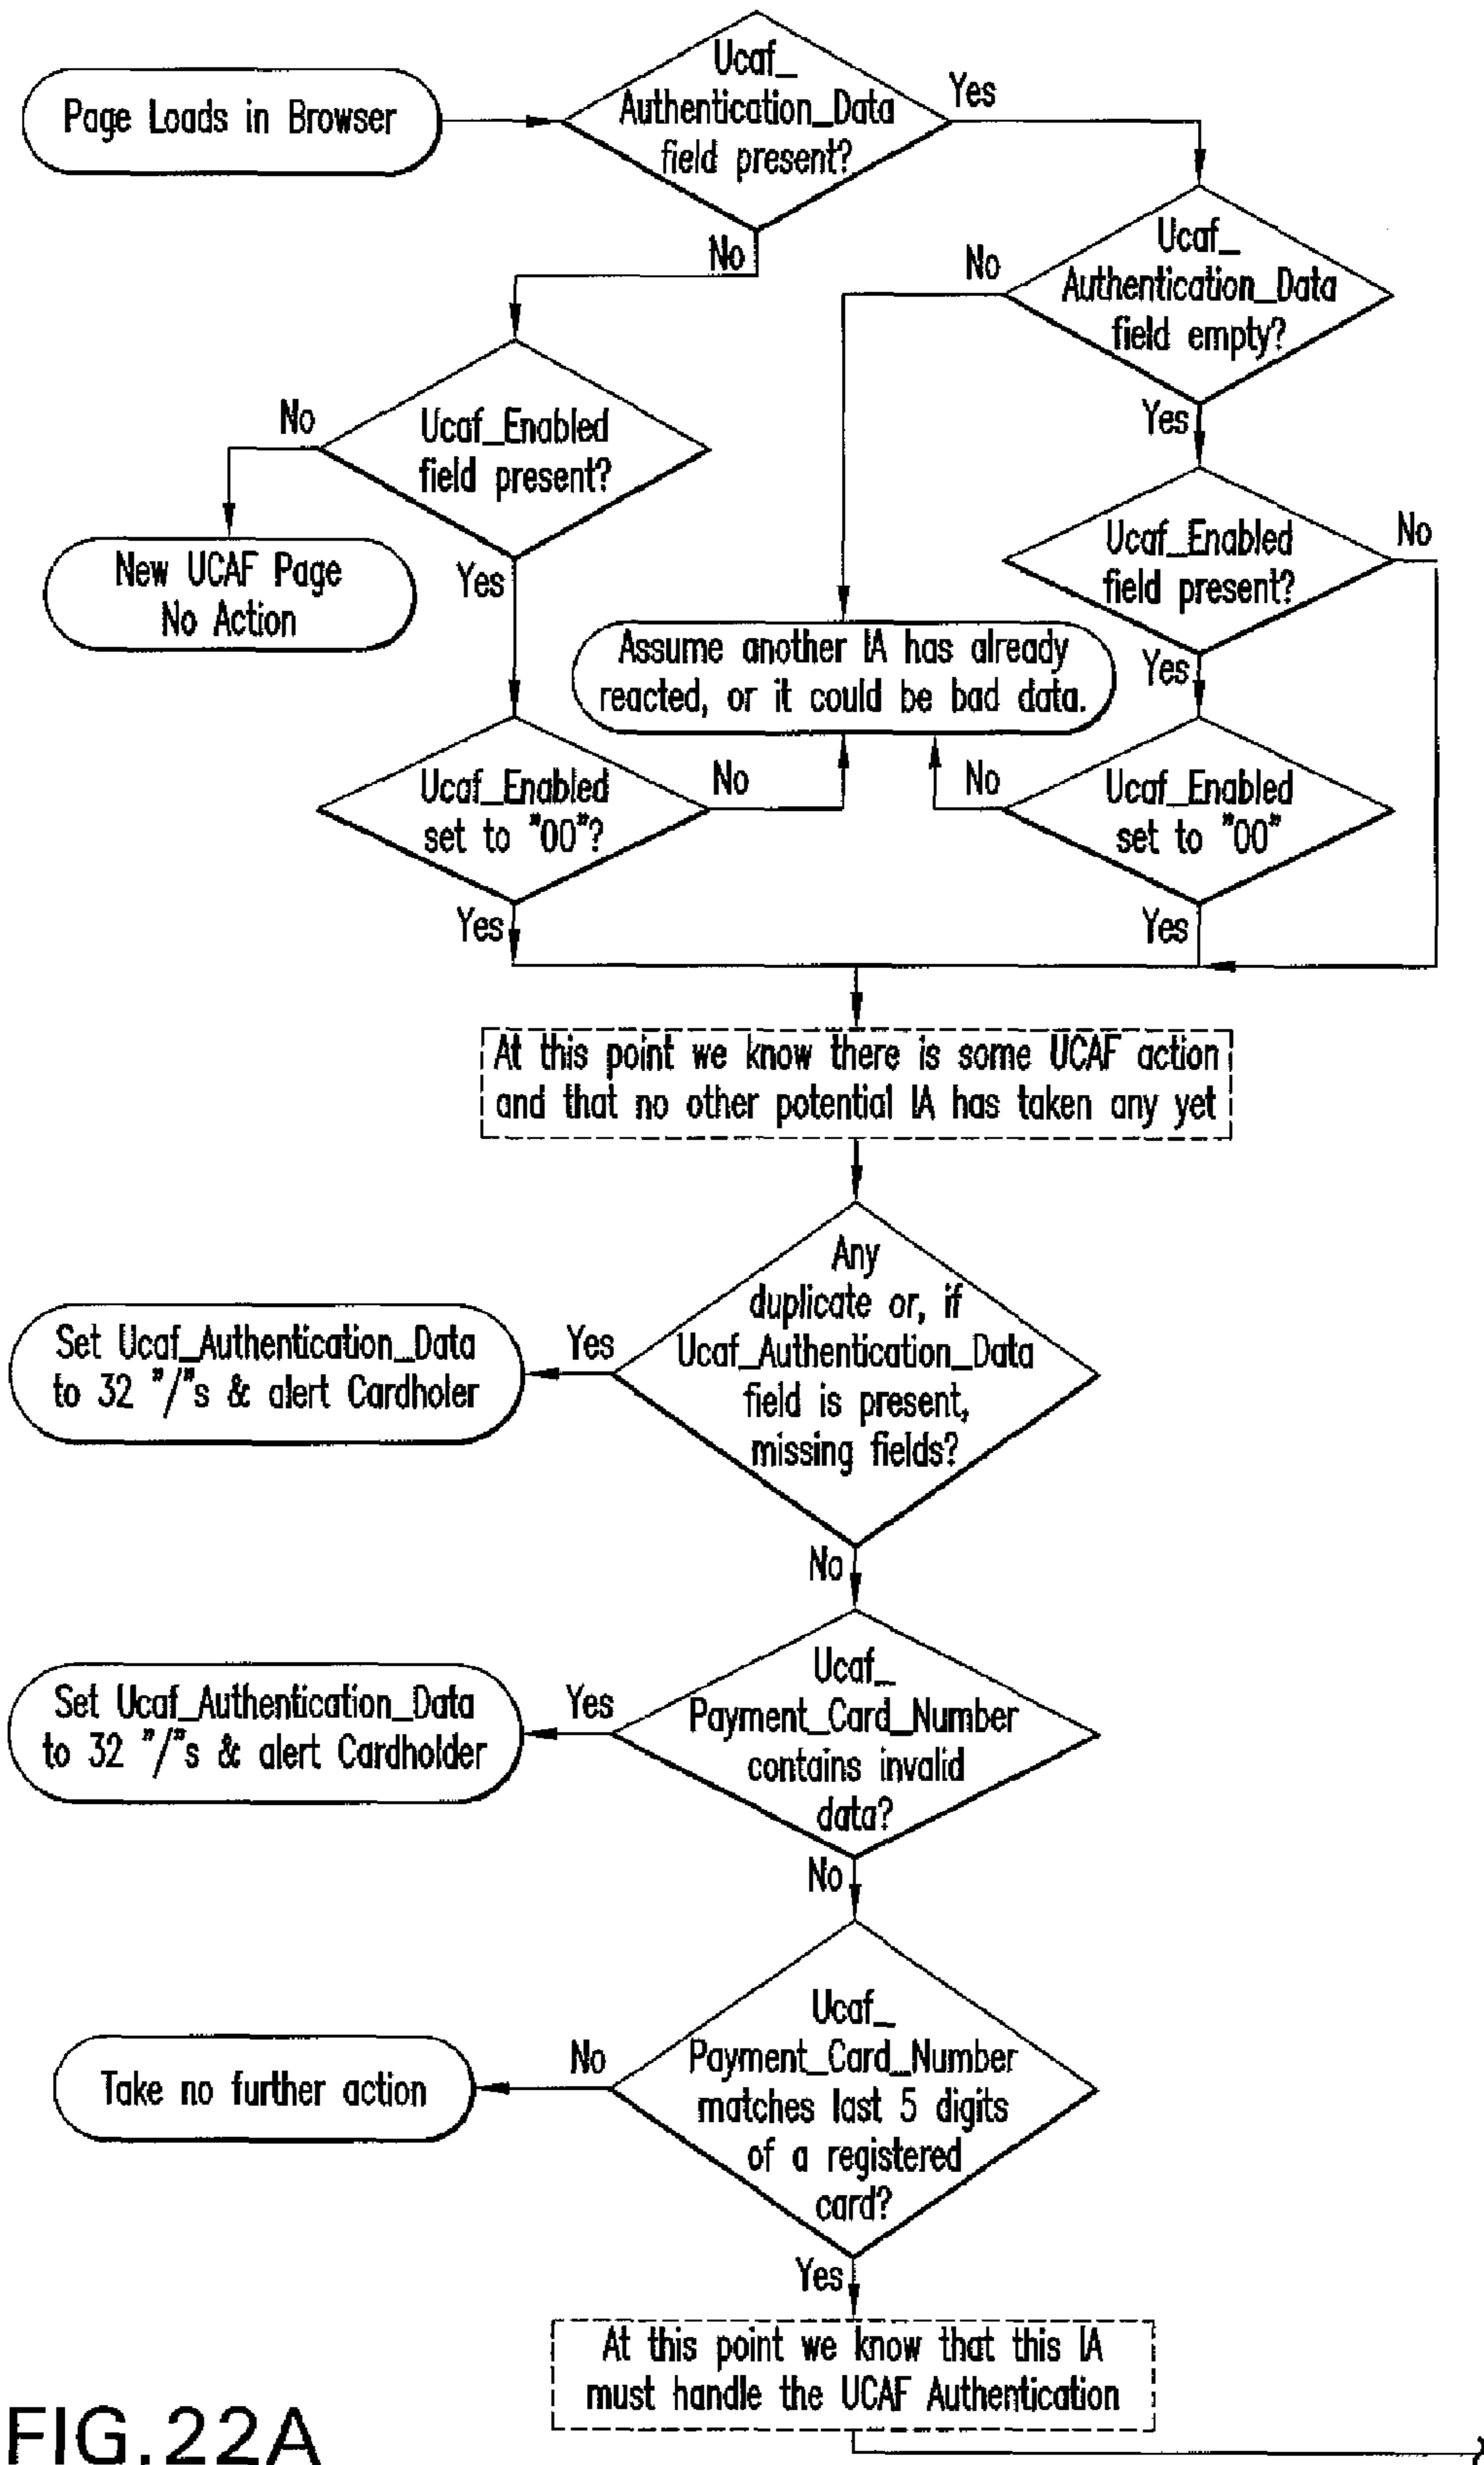 Page Loads in Browser
Ucaf_
Authentication_Data
field present?
Yes
No
Ucaf_
Authentication_Data
field empty?
No
Yes
Ucaf_Enabled
field present?
No
Yes
New UCAF Page
No Action
Ucaf_Enabled
field present?
No
Yes
Assume another IA has already
reacted, or it could be bad data.
Ucaf_Enabled
set to "00"?
No
Yes
Ucaf_Enabled
set to "00"
No
Yes
At this point we know there is some UCAF action
and that no other potential IA has taken any yet
Any
duplicate or, if
Ucaf_Authentication_Data
field is present,
missing fields?
Yes
Set Ucaf_Authentication_Data
to 32 "/"s & alert Cardholer
No
Ucaf_
Payment_Card_Number
contains invalid
data?
Yes
Set Ucaf_Authentication_Data
to 32 "/"s & alert Cardholder
No
Ucaf_
Payment_Card_Number
matches last 5 digits
of a registered
card?
No
Take no further action
Yes
At this point we know that this IA
must handle the UCAF Authentication
FIG.22A